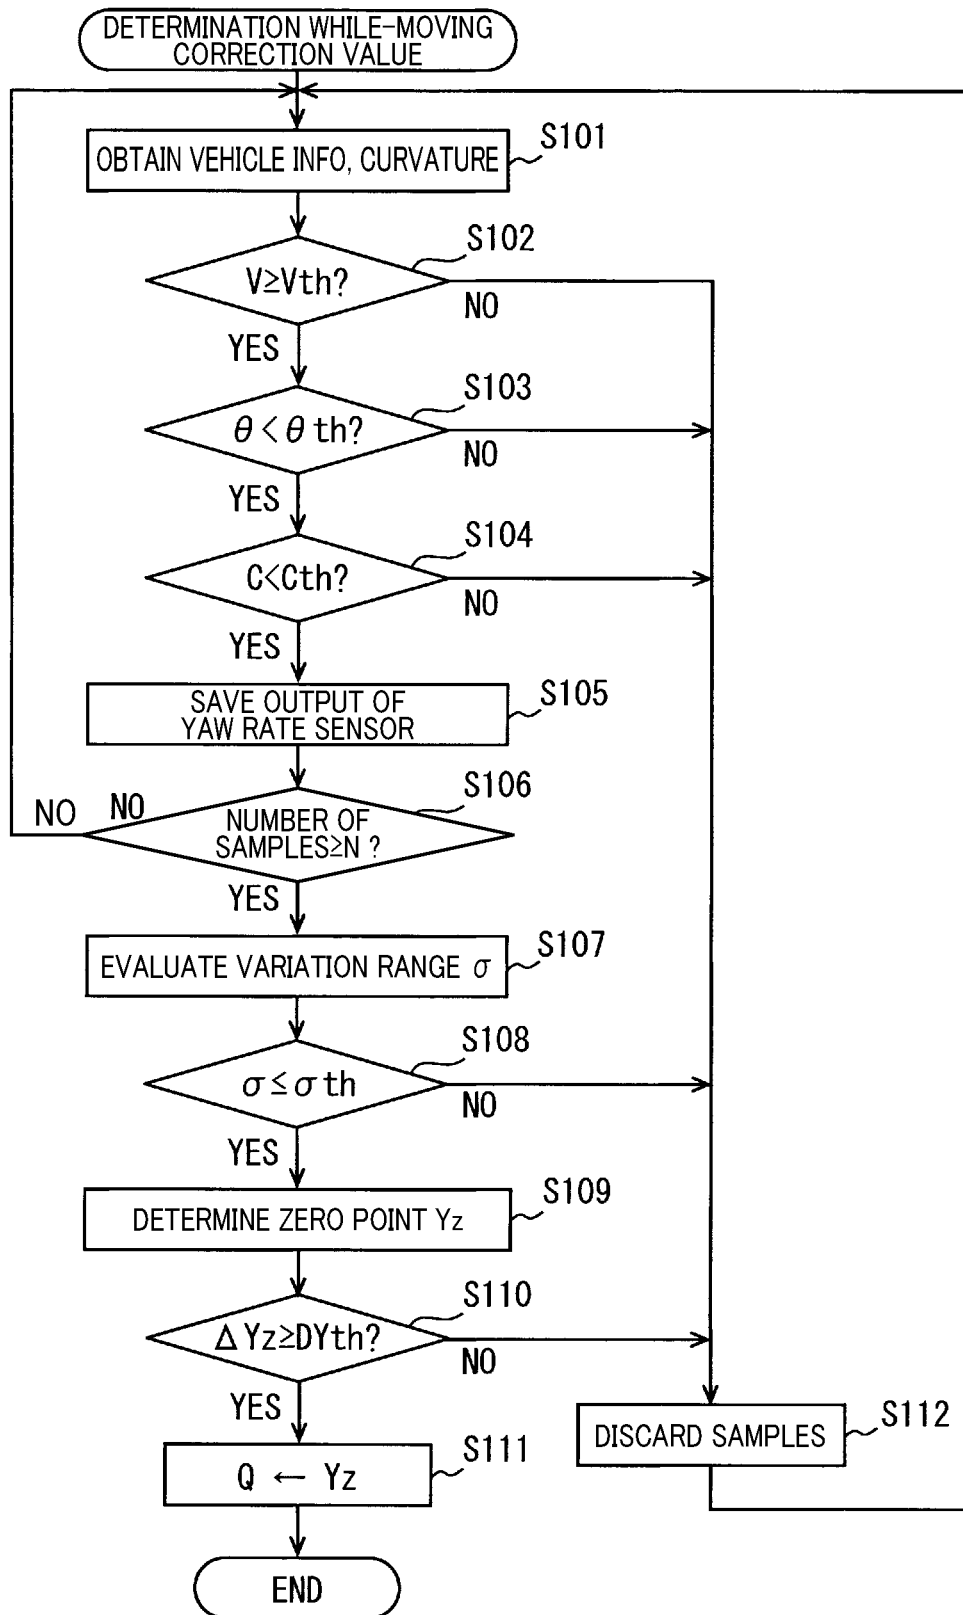 DETERMINATION WHILE-MOVING
CORRECTION VALUE
S101
OBTAIN VEHICLE INFO, CURVATURE
S102
V≥Vth?
NO
YES
S103
θ<θth?
NO
YES
S104
C<Cth?
NO
YES
S105
SAVE OUTPUT OF
YAW RATE SENSOR
S106
NO NO
NUMBER OF
SAMPLES≥N ?
YES
S107
EVALUATE VARIATION RANGE σ
S108
σ≤σth
NO
YES
S109
DETERMINE ZERO POINT Yz
S110
ΔYz≥DYth?
NO
YES
S111
Q ← Yz
S112
DISCARD SAMPLES
END